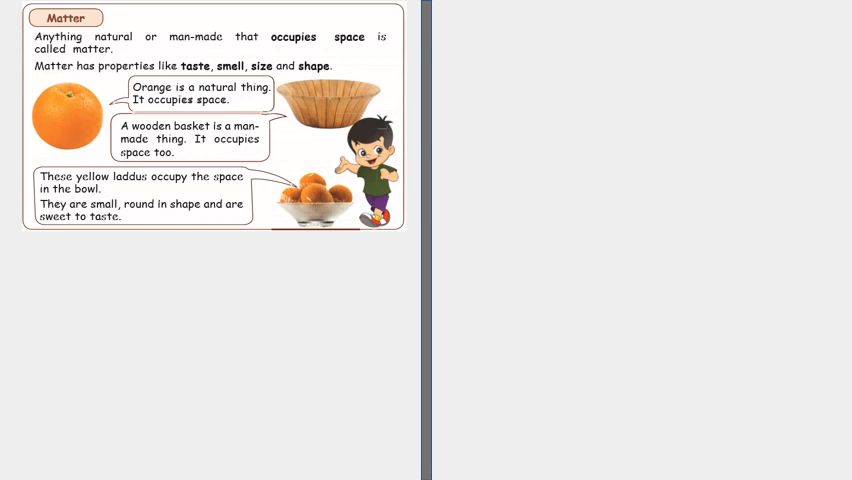 Matter
Anything natural or man-made that occupies space is
called matter.
Matter has properties like taste, smell, size and shape.
Orange is a natural thing.
It occupies space.
A wooden basket is a man-
made thing. It occupies
space too.
These yellow laddus occupy the space
in the bowl.
They are small, round in shape and are
sweet to taste.